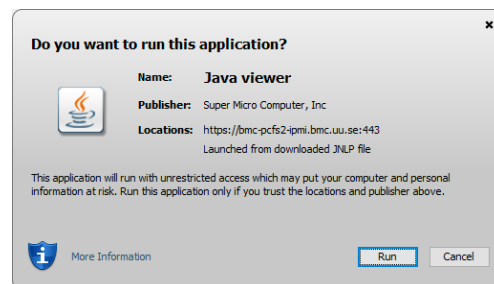 Do you want to run this application?
Name: Java viewer
Publisher: Super Micro Computer, Inc
Locations: https://bmc-pcfs2-ipmi.bmc.uu.se:443
Launched from downloaded JNLP file
This application will run with unrestricted access which may put your computer and personal
information at risk. Run this application only if you trust the locations and publisher above.
More Information
Run
Cancel